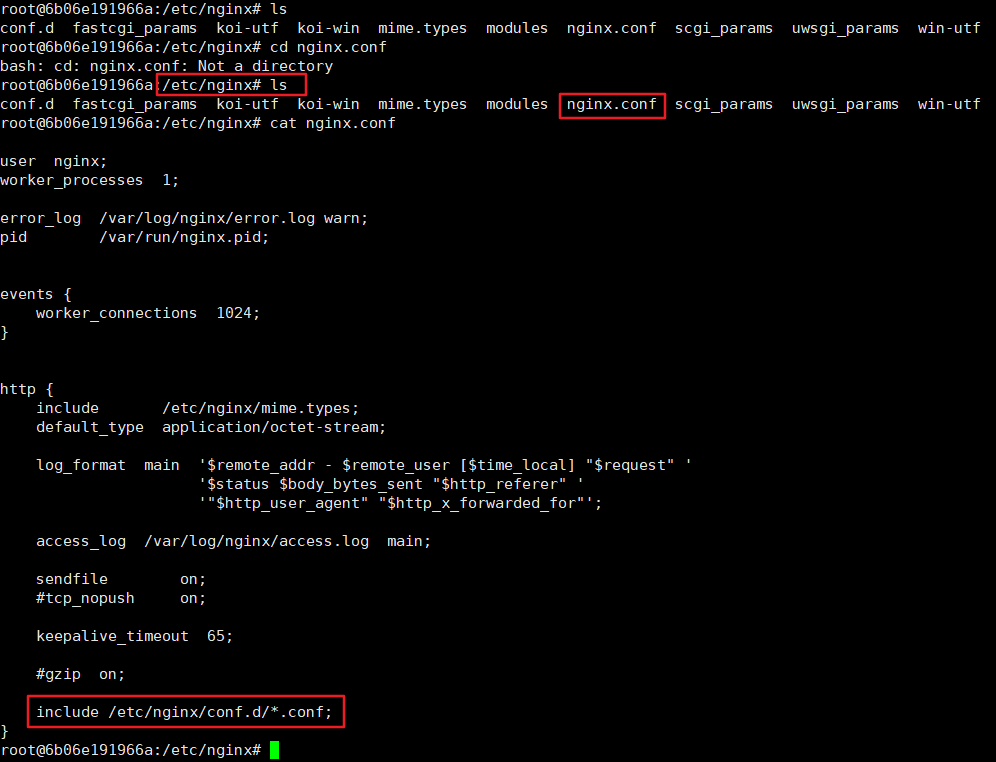 root@6b06e191966a:/etc/nginx# ls
conf.d  fastcgi_params  koi-utf  koi-win  mime.types  modules  nginx.conf  scgi_params  uwsgi_params  win-utf
root@6b06e191966a:/etc/nginx# cd nginx.conf
bash: cd: nginx.conf: Not a directory
root@6b06e191966a:/etc/nginx# ls
conf.d  fastcgi_params  koi-utf  koi-win  mime.types  modules  nginx.conf  scgi_params  uwsgi_params  win-utf
root@6b06e191966a:/etc/nginx# cat nginx.conf

user  nginx;
worker_processes  1;

error_log  /var/log/nginx/error.log warn;
pid        /var/run/nginx.pid;


events {
    worker_connections  1024;
}


http {
    include       /etc/nginx/mime.types;
    default_type  application/octet-stream;

    log_format  main  '$remote_addr - $remote_user [$time_local] "$request" '
                      '$status $body_bytes_sent "$http_referer" '
                      '"$http_user_agent" "$http_x_forwarded_for"';

    access_log  /var/log/nginx/access.log  main;

    sendfile        on;
    #tcp_nopush     on;

    keepalive_timeout  65;

    #gzip  on;

    include /etc/nginx/conf.d/*.conf;
}
root@6b06e191966a:/etc/nginx#